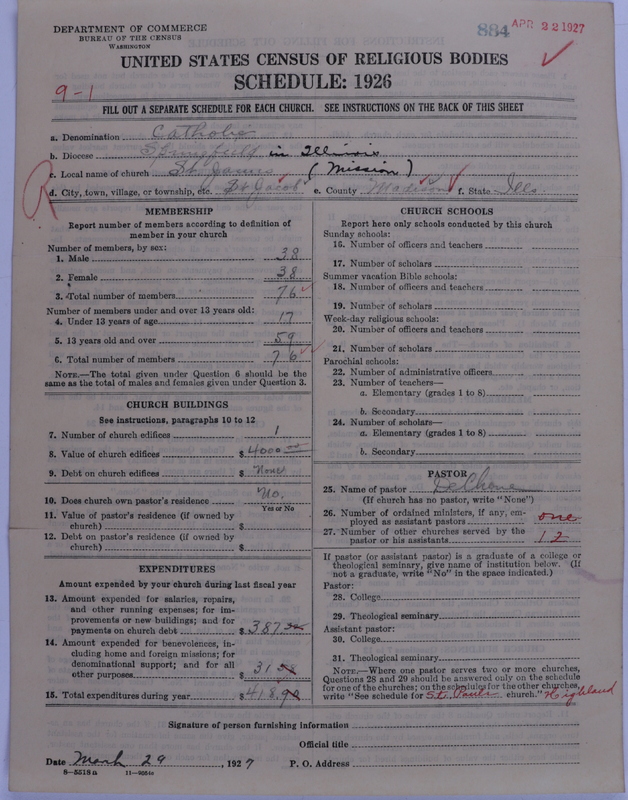 DEPARTMENT OF COMMERCE
BUREAU OF THE CENSUS
WASHINGTON
884 APR 22 1927
UNITED STATES CENSUS OF RELIGIOUS BODIES
SCHEDULE: 1926
9-1
FILL OUT A SEPARATE SCHEDULE FOR EACH CHURCH. SEE INSTRUCTIONS ON THE BACK OF THIS SHEET
a. Denomination Catholic
b. Diocese Springfield in Illinois
c. Local name of church St. James (Mission)
d. City, town, village, or township, etc. St. Jacob e. County Madison f. State Ills.
MEMBERSHIP
Report number of members according to definition of
member in your church
Number of members, by sex:
1. Male 38
2. Female 38
3. Total number of members 76
Number of members under and over 13 years old:
4. Under 13 years of age 17
5. 13 years old and over 59
6. Total number of members 76
NOTE.—The total given under Question 6 should be
same as the total of males and females given under Question 3.
CHURCH BUILDINGS
See instructions, paragraphs 10 to 12
7. Number of church edifices 1
8. Value of church edifices $ 4000 00
9. Debt on church edifices $ None
10. Does church own pastor's residence No.
Yes or No
11. Value of pastor's residence (if owned by
church) $
12. Debt on pastor's residence (if owned by
church) $
EXPENDITURES
Amount expended by your church during last fiscal year
13. Amount expended for salaries, repairs,
and other running expenses; for im-
provements or new buildings; and for
payments on church debt $ 387.
14. Amount expended for benevolences, in-
cluding home and foreign missions; for
denominational support; and for all
other purposes $ 31
15. Total expenditures during year $ 418.90
CHURCH SCHOOLS
Report here only schools conducted by this church
Sunday schools:
16. Number of officers and teachers
17. Number of scholars
Summer vacation Bible schools:
18. Number of officers and teachers
19. Number of scholars
Week-day religious schools:
20. Number of officers and teachers
21. Number of scholars
Parochial schools:
22. Number of administrative officers
23. Number of teachers—
a. Elementary (grades 1 to 8)
b. Secondary
24. Number of scholars—
a. Elementary (grades 1 to 8)
b. Secondary
PASTOR
25. Name of pastor
(If church has no pastor, write "None")
26. Number of ordained ministers, if any, em-
ployed as assistant pastors one
27. Number of other churches served by the
pastor or his assistants 12
If pastor (or assistant pastor) is a graduate of a college or
theological seminary, give name of institution below. (If
not a graduate, write "No" in the space indicated.)
Pastor:
28. College
29. Theological seminary
Assistant pastor:
30. College
31. Theological seminary
NOTE.—Where one pastor serves two or more churches,
Questions 28 and 29 should be answered only on the schedule
for one of the churches; on the schedules for the other churches,
write "See schedule for St. Pauls church." Highland
Signature of person furnishing information
Official title
Date March 29, 1927 P. O. Address
8—5518a